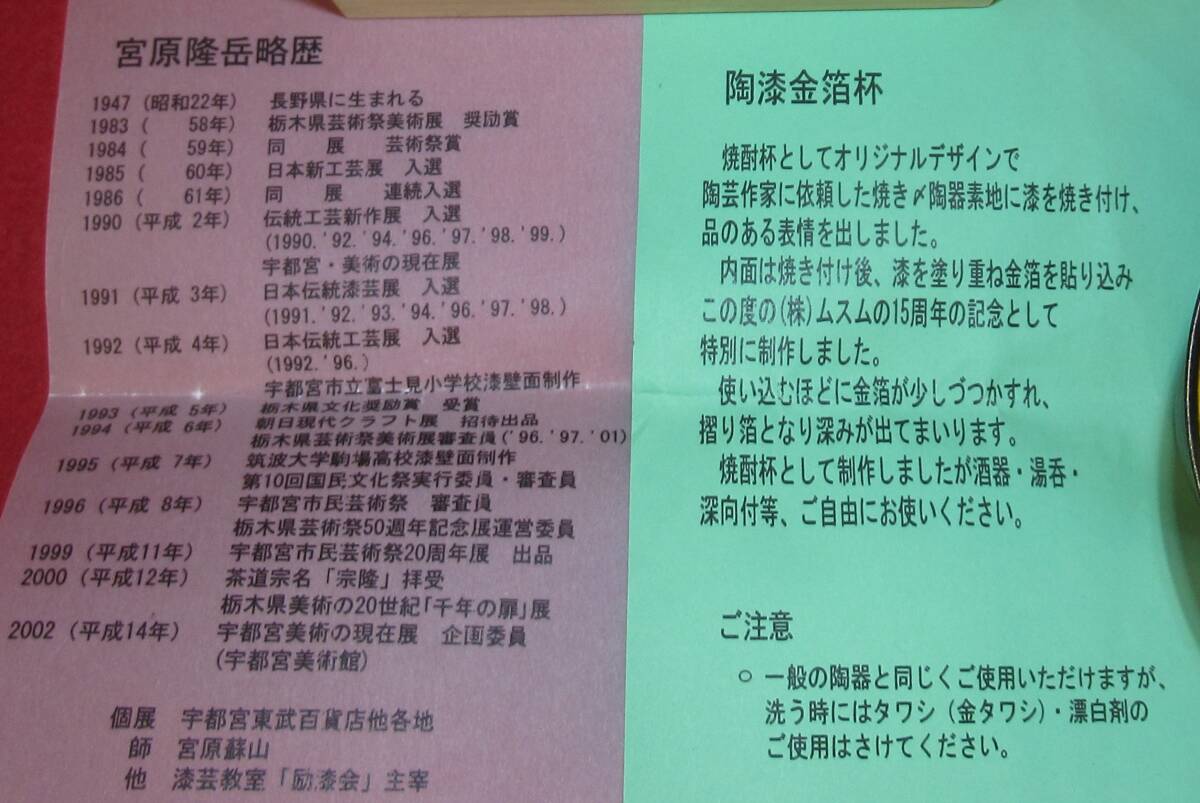 宮原隆岳略歴
1947 (昭和22年) 長野県に生まれる
1983 ( 58年) 栃木県芸術祭美術展 奨励賞
1984 ( 59年) 同 展 芸術祭賞
1985 ( 60年) 日本新工芸展 入選
1986 ( 61年) 同 展 連続入選
1990 (平成 2年) 伝統工芸新作展 入選
(1990.'92.'94.'96.'97.'98.'99.)
宇都宮・美術の現在展
1991 (平成 3年) 日本伝統漆芸展 入選
(1991.'92.'93.'94.'96.'97.'98.)
1992 (平成 4年) 日本伝統工芸展 入選
(1992.'96.)
宇都宮市立富士見小学校漆壁面制作
1993 (平成 5年) 栃木県文化奨励賞 受賞
1994 (平成 6年) 朝日現代クラフト展 招待出品
栃木県芸術祭美術展審査員('96.'97.'01)
1995 (平成 7年) 筑波大学駒場高校漆壁面制作
第10回国民文化祭実行委員・審査員
1996 (平成 8年) 宇都宮市民芸術祭 審査員
栃木県芸術祭50週年記念展運営委員
1999 (平成11年) 宇都宮市民芸術祭20周年展 出品
2000 (平成12年) 茶道宗名「宗隆」拝受
栃木県美術の20世紀「千年の扉」展
2002 (平成14年) 宇都宮美術の現在展 企画委員
(宇都宮美術館)
個展 宇都宮東武百貨店他各地
師 宮原蘇山
他 漆芸教室「励漆会」主宰
陶漆金箔杯
焼酎杯としてオリジナルデザインで
陶芸作家に依頼した焼き〆陶器素地に漆を焼き付け、
品のある表情を出しました。
内面は焼き付け後、漆を塗り重ね金箔を貼り込み
この度の(株)ムスムの15周年の記念として
特別に制作しました。
使い込むほどに金箔が少しづつかすれ、
摺り箔となり深みが出てまいります。
焼酎杯として制作しましたが酒器・湯呑・
深向付等、ご自由にお使いください。
ご注意
○ 一般の陶器と同じくご使用いただけますが、
洗う時にはタワシ(金タワシ)・漂白剤の
ご使用はさけてください。